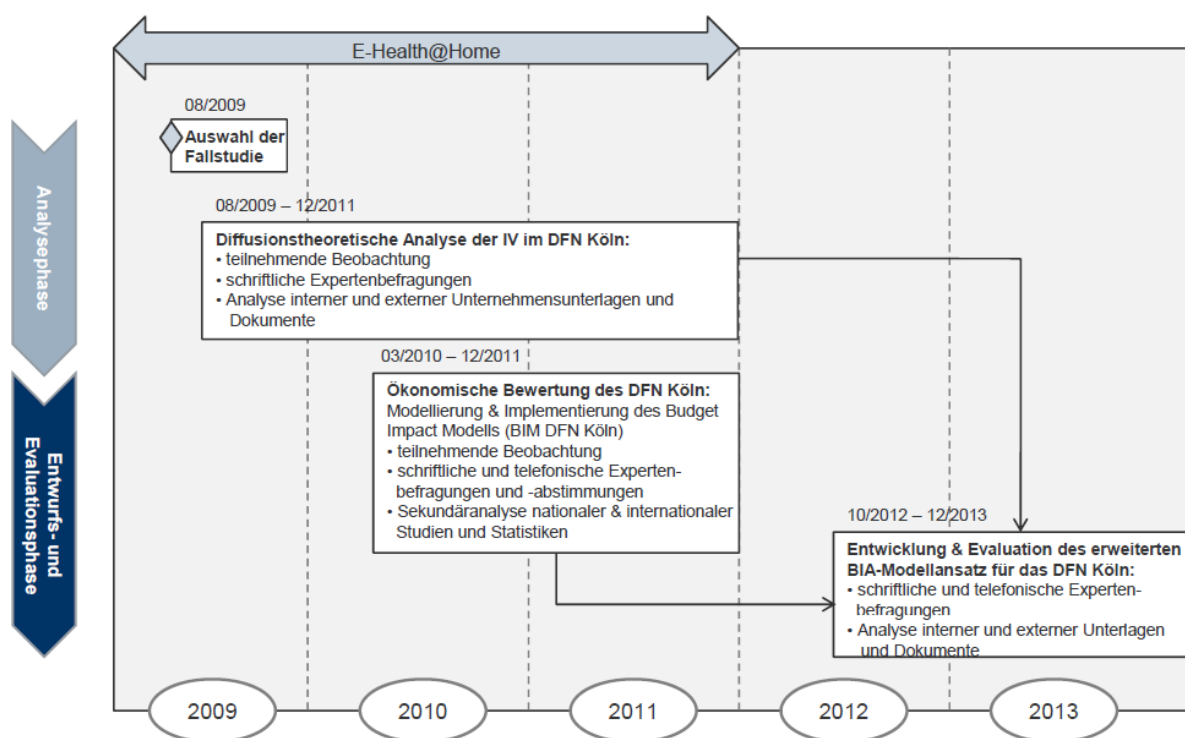 E-Health@Home
08/2009
Auswahl der
Fallstudie
Analysephase
08/2009 – 12/2011
Diffusionstheoretische Analyse der IV im DFN Köln:
• teilnehmende Beobachtung
• schriftliche Expertenbefragungen
• Analyse interner und externer Unternehmensunterlagen und
Dokumente
03/2010 – 12/2011
Ökonomische Bewertung des DFN Köln:
Modellierung & Implementierung des Budget
Impact Modells (BIM DFN Köln)
• teilnehmende Beobachtung
• schriftliche und telefonische Experten-
befragungen und -abstimmungen
• Sekundäranalyse nationaler & internationaler
Studien und Statistiken
Entwurfs- und
Evaluationsphase
10/2012 – 12/2013
Entwicklung & Evaluation des erweiterten
BIA-Modellansatz für das DFN Köln:
• schriftliche und telefonische Experten-
befragungen
• Analyse interner und externer Unterlagen
und Dokumente
2009
2010
2011
2012
2013